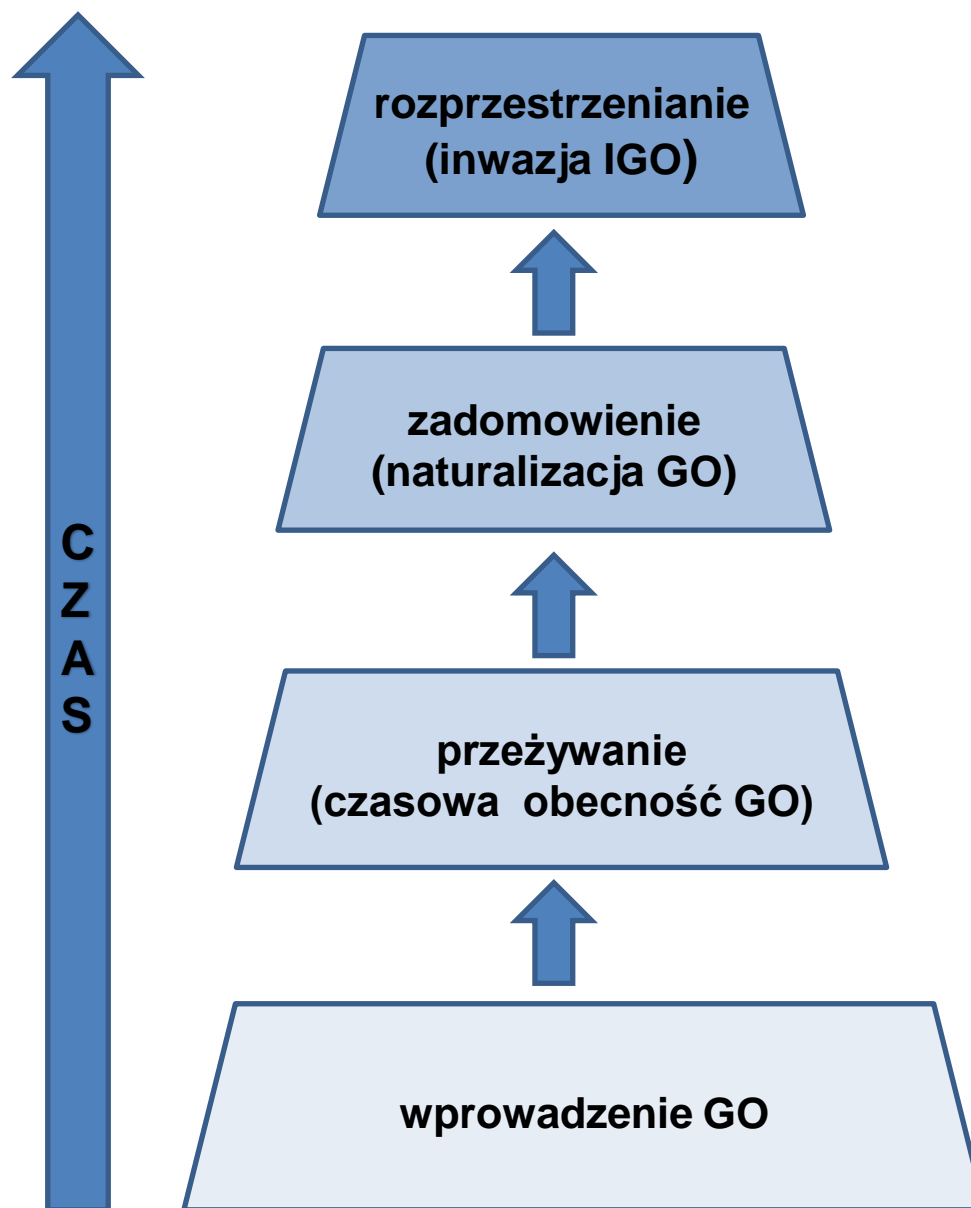 rozprzestrzenianie
(inwazja IGO)
zadomowienie
(naturalizacja GO)
C
Z
A
S
przeżywanie
(czasowa obecność GO)
wprowadzenie GO